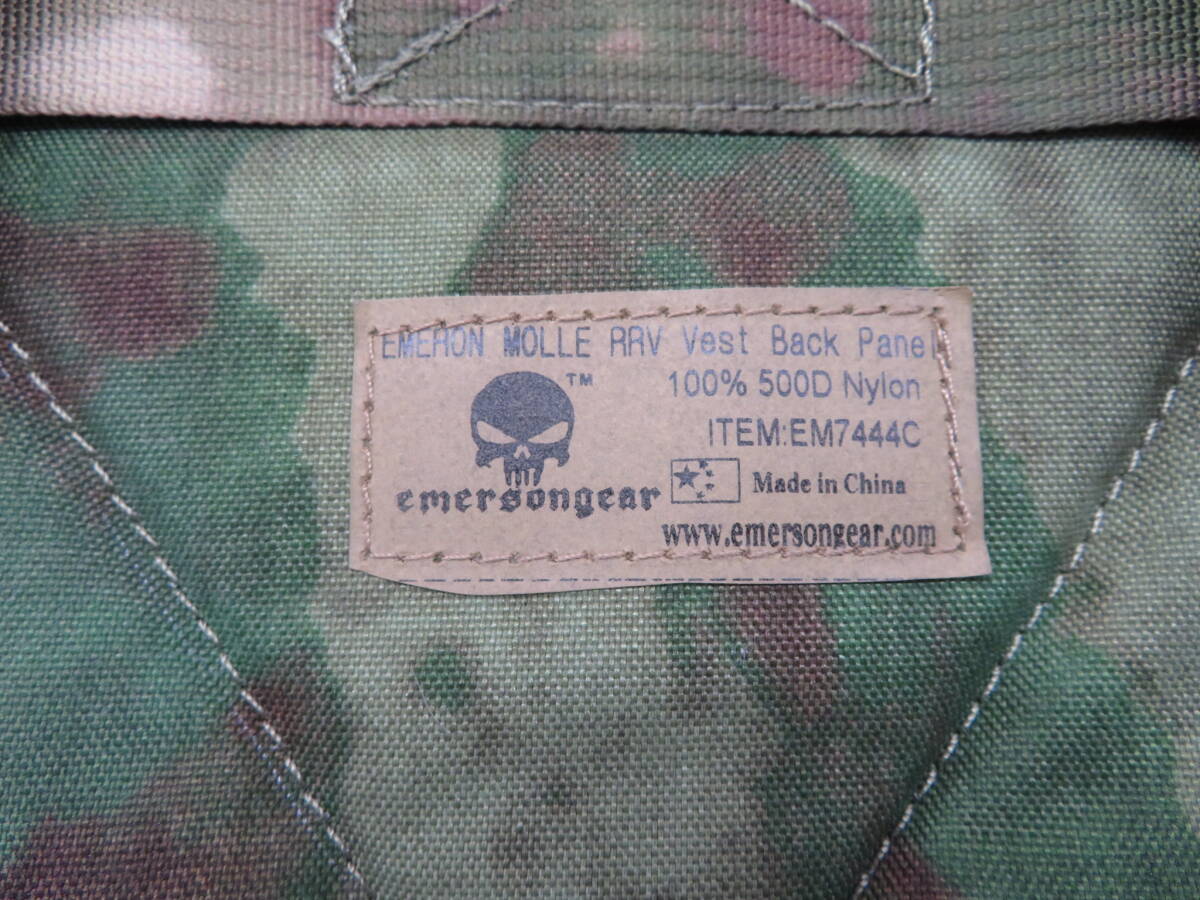 EMERON MOLLE RRV Vest Back Panel
TM
100% 500D Nylon
ITEM:EM7444C
emersongear
Made in China
www.emersongear.com